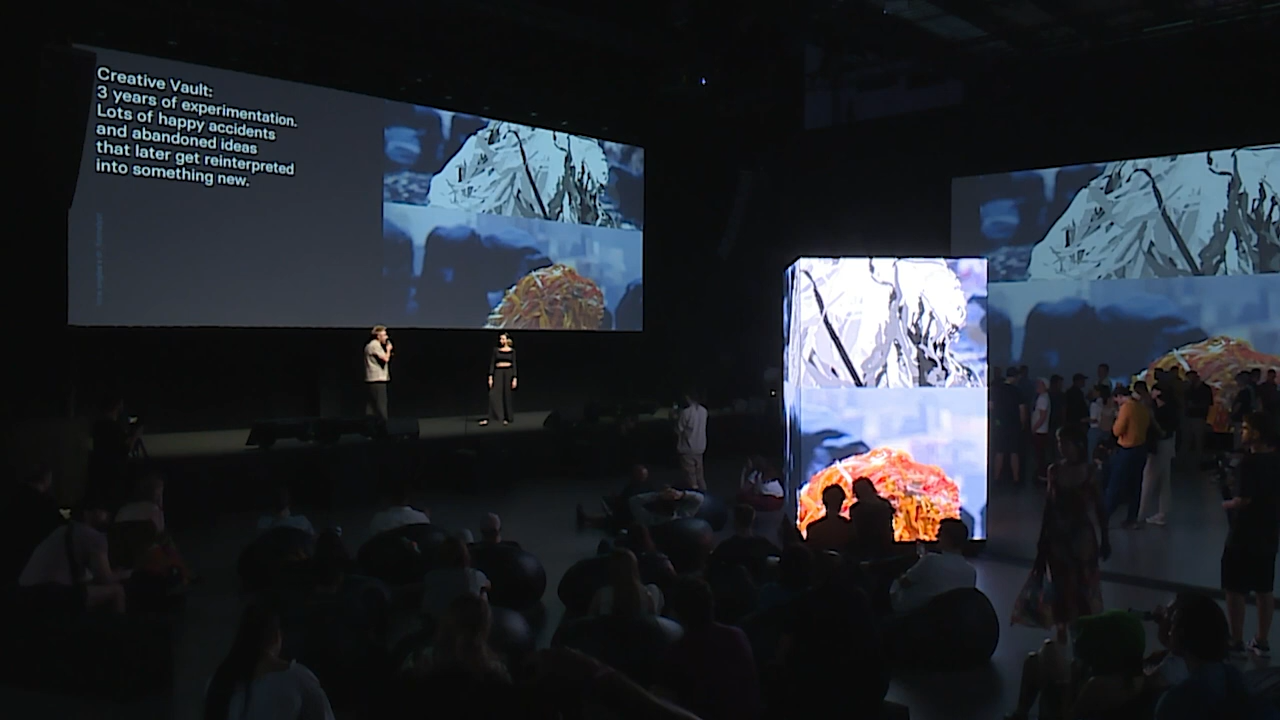 Creative Vault:
3 years of experimentation.
Lots of happy accidents
and abandoned ideas
that later get reinterpreted
into something new.